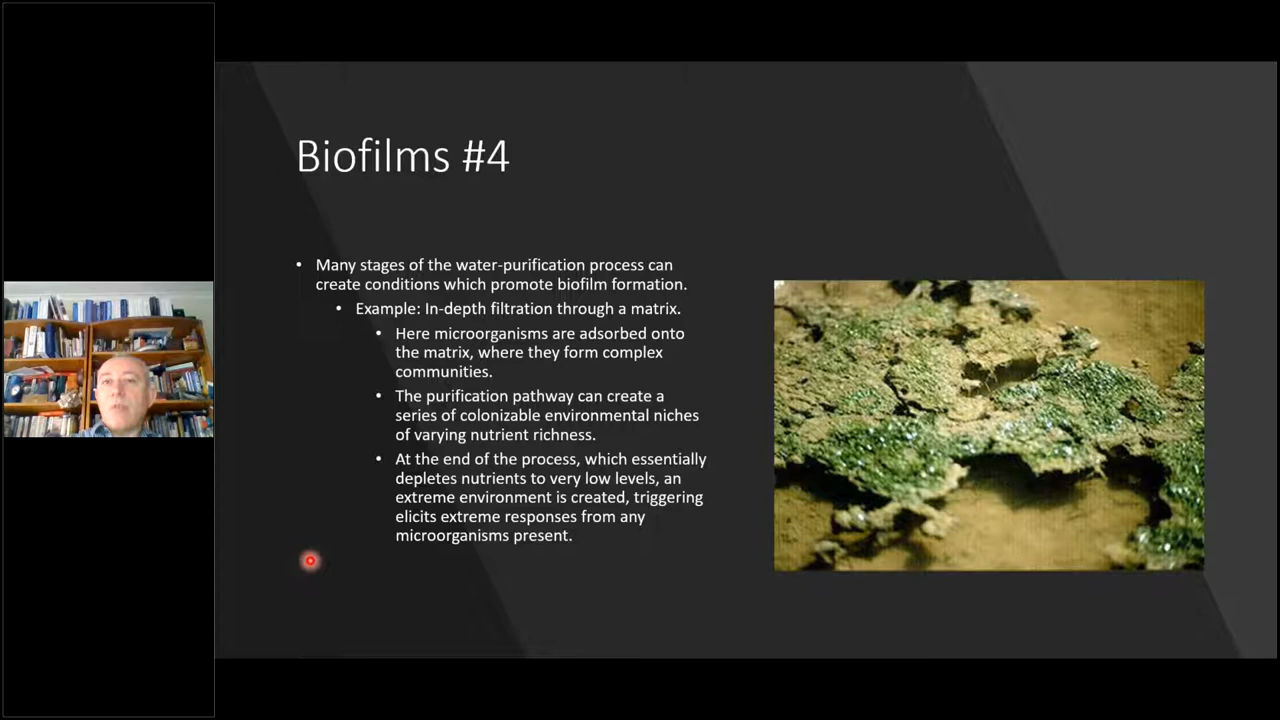 Biofilms #4
• Many stages of the water-purification process can
create conditions which promote biofilm formation.
• Example: In-depth filtration through a matrix.
• Here microorganisms are adsorbed onto
the matrix, where they form complex
communities.
• The purification pathway can create a
series of colonizable environmental niches
of varying nutrient richness.
• At the end of the process, which essentially
depletes nutrients to very low levels, an
extreme environment is created, triggering
elicits extreme responses from any
microorganisms present.